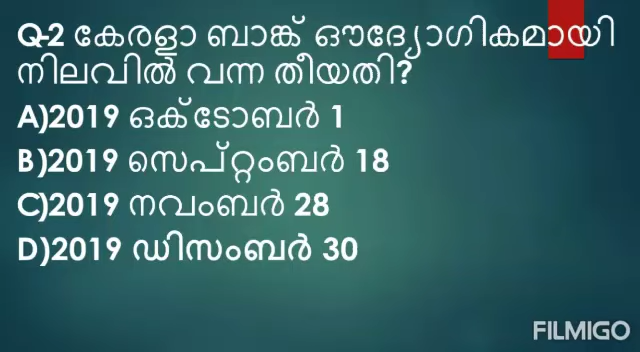 Q-2 കേരളാ ബാങ്ക് ഔദ്യോഗികമായി
നിലവിൽ വന്ന തീയതി?
A)2019 ഒക്ടോബർ 1
B)2019 സെപ്റ്റംബർ 18
C)2019 നവംബർ 28
D)2019 ഡിസംബർ 30
FILMIGO